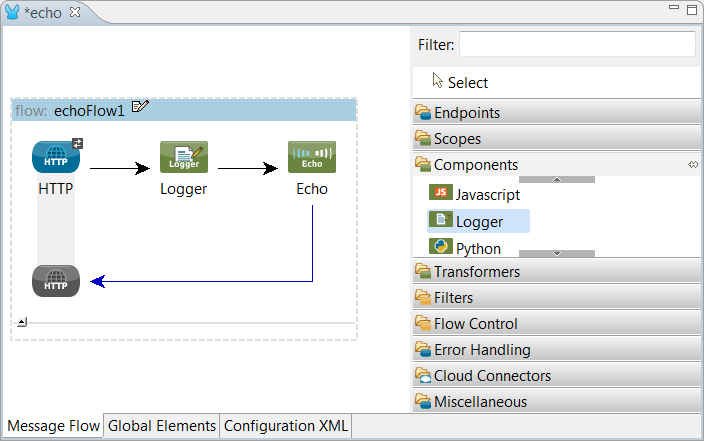 *echo
Filter:
Select
flow: echoFlow1
Endpoints
Scopes
Components
HTTP
Logger
Echo
HTTP
Logger
Echo
JS Javascript
Logger
Python
HTTP
Transformers
Filters
Flow Control
Error Handling
Cloud Connectors
Miscellaneous
Message Flow
Global Elements
Configuration XML